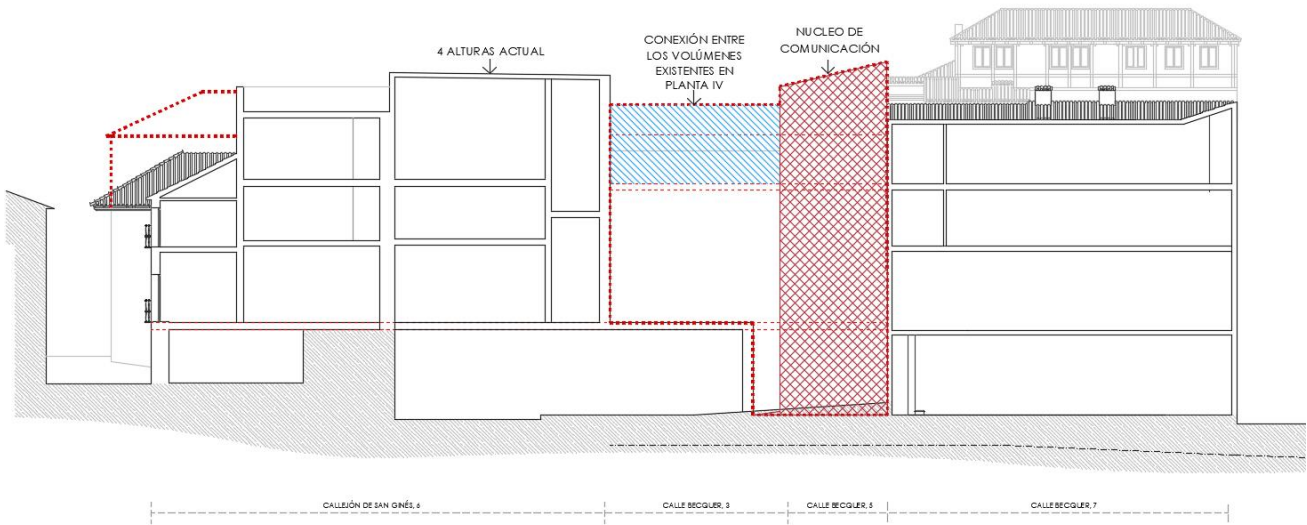 4 ALTURAS ACTUAL
CONEXIÓN ENTRE
LOS VOLÚMENES
EXISTENTES EN
PLANTA IV
NUCLEO DE
COMUNICACIÓN
CALLEJÓN DE SAN GINÉS, 6
CALLE BECQUER, 3
CALLE BECQUER, 5
CALLE BECQUER, 7